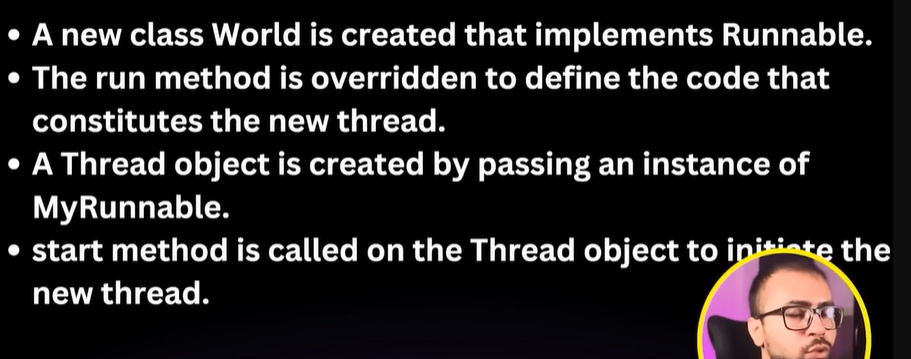 • A new class World is created that implements Runnable.
• The run method is overridden to define the code that
constitutes the new thread.
• A Thread object is created by passing an instance of
MyRunnable.
• start method is called on the Thread object to initiate the
new thread.